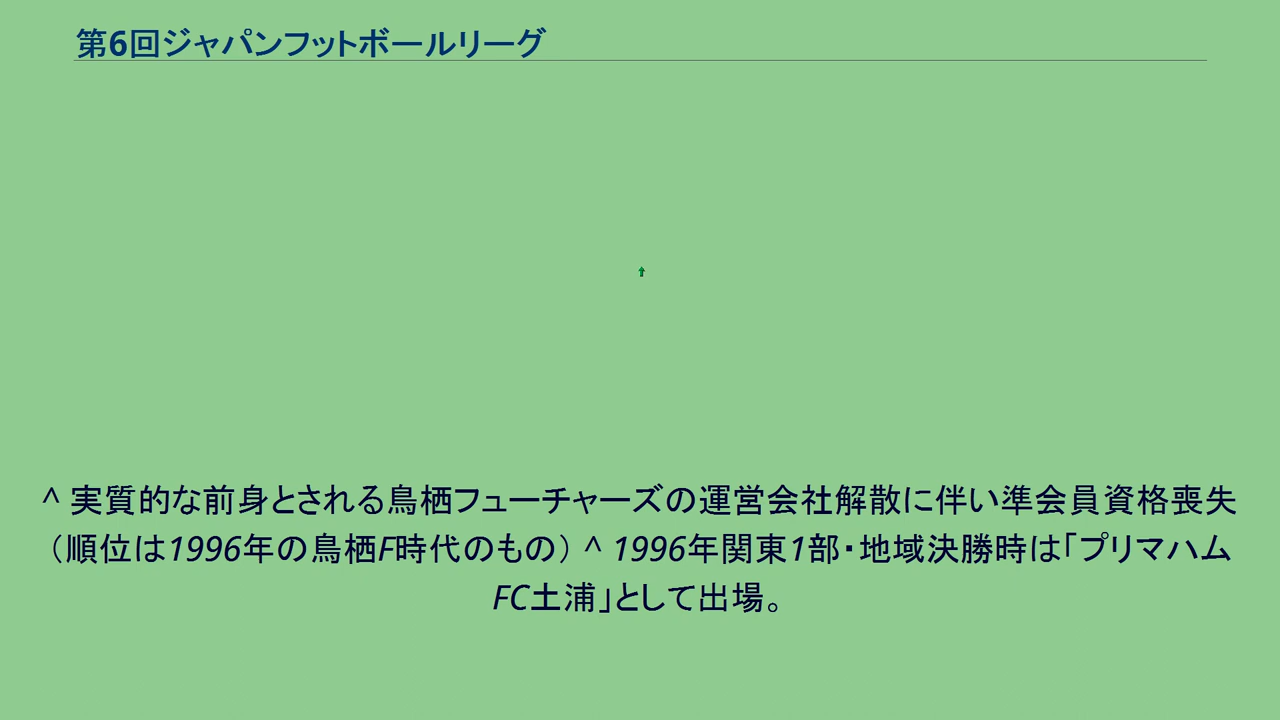 第6回ジャパンフットボールリーグ
^ 実質的な前身とされる鳥栖フューチャーズの運営会社解散に伴い準会員資格喪失
（順位は1996年の鳥栖F時代のもの） ^ 1996年関東1部・地域決勝時は「プリマハム
FC土浦」として出場。